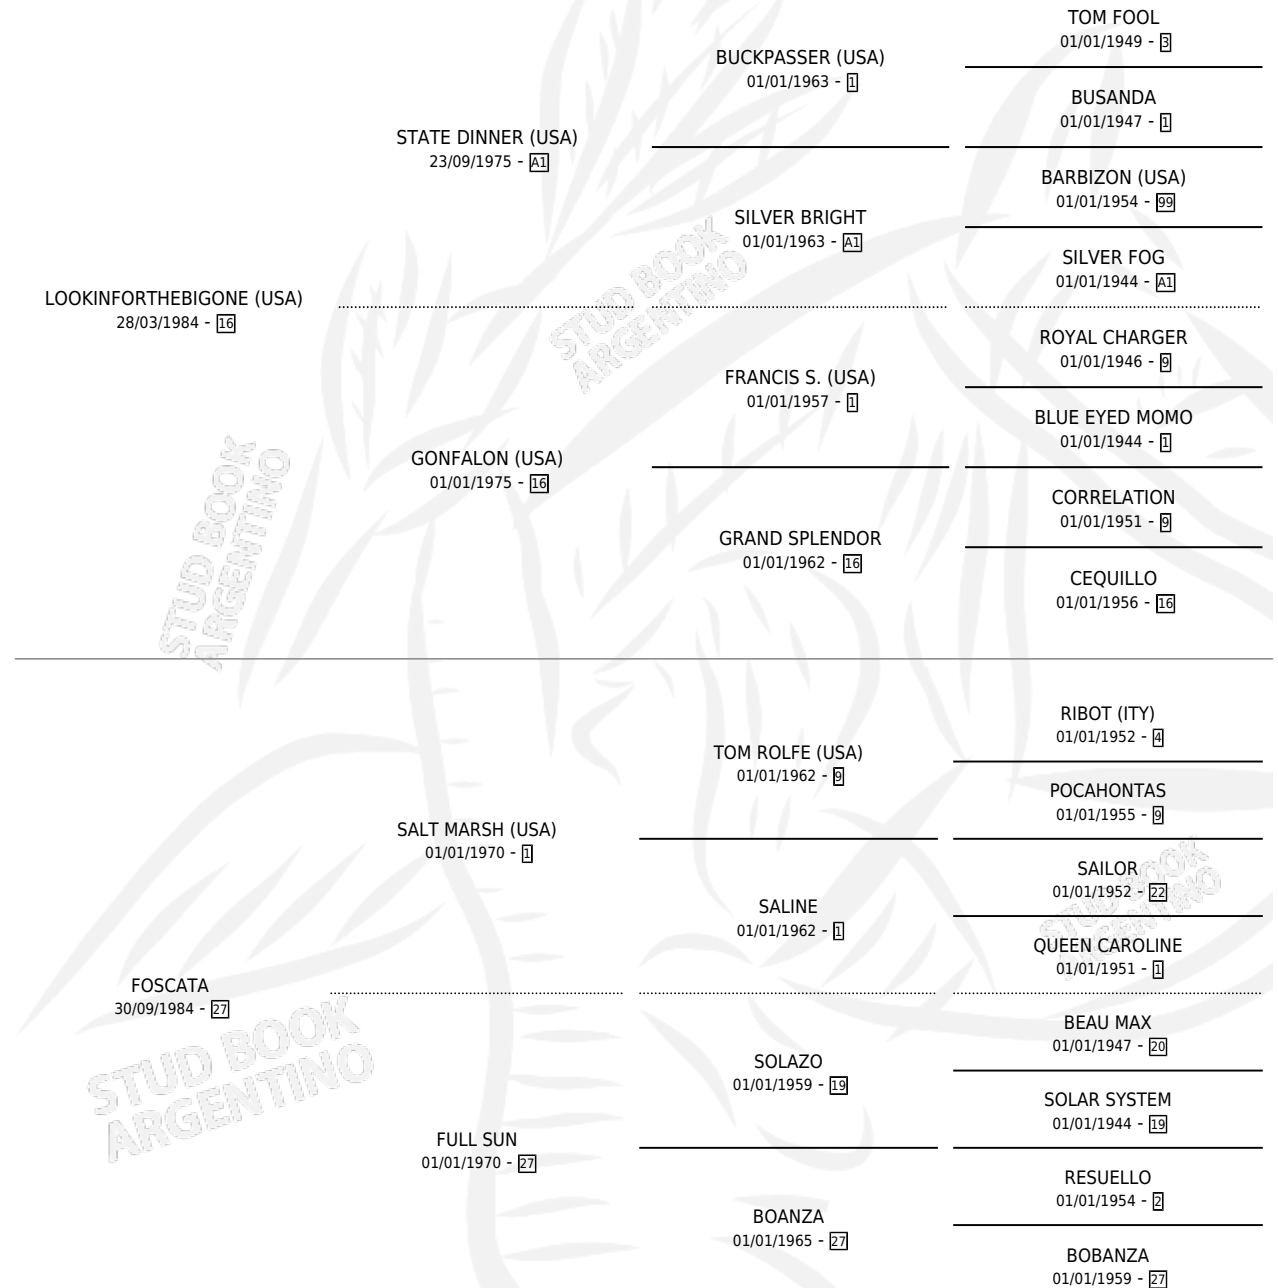 TOM FOOL
01/01/1949 - 3
BUCKPASSER (USA)
01/01/1963 - 1
BUSANDA
01/01/1947 - 1
STATE DINNER (USA)
23/09/1975 - A1
BARBIZON (USA)
01/01/1954 - 99
SILVER BRIGHT
01/01/1963 - A1
SILVER FOG
01/01/1944 - A1
LOOKINFORTHEBIGONE (USA)
28/03/1984 - 16
ROYAL CHARGER
01/01/1946 - 9
FRANCIS S. (USA)
01/01/1957 - 1
BLUE EYED MOMO
01/01/1944 - 1
GONFALON (USA)
01/01/1975 - 16
CORRELATION
01/01/1951 - 9
GRAND SPLENDOR
01/01/1962 - 16
CEQUILLO
01/01/1956 - 16
STUD BOOK
ARGENTINO
STUD BOOK
ARGENTINO
RIBOT (ITY)
01/01/1952 - 4
TOM ROLFE (USA)
01/01/1962 - 9
POCAHONTAS
01/01/1955 - 9
SALT MARSH (USA)
01/01/1970 - 1
SAILOR
01/01/1952 - 22
SALINE
01/01/1962 - 1
QUEEN CAROLINE
01/01/1951 - 1
FOSCATA
30/09/1984 - 27
BEAU MAX
01/01/1947 - 20
SOLAZO
01/01/1959 - 19
SOLAR SYSTEM
01/01/1944 - 19
FULL SUN
01/01/1970 - 27
RESUELLO
01/01/1954 - 2
BOANZA
01/01/1965 - 27
BOBANZA
01/01/1959 - 27
STUD BOOK
ARGENTINO
STUD BOOK
ARGENTINO